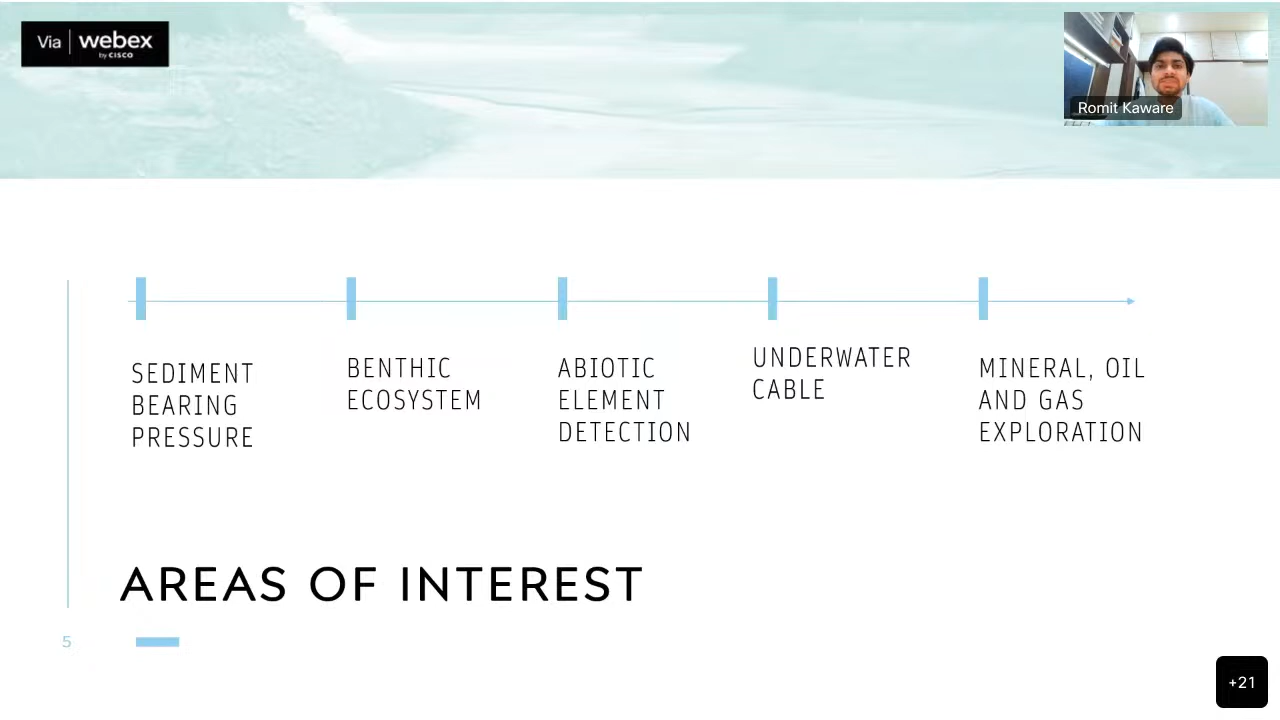 Via webex
by CISCO
Romit Kaware
SEDIMENT
BEARING
PRESSURE
BENTHIC
ECOSYSTEM
ABIOTIC
ELEMENT
DETECTION
UNDERWATER
CABLE
MINERAL, OIL
AND GAS
EXPLORATION
AREAS OF INTEREST
5
+21